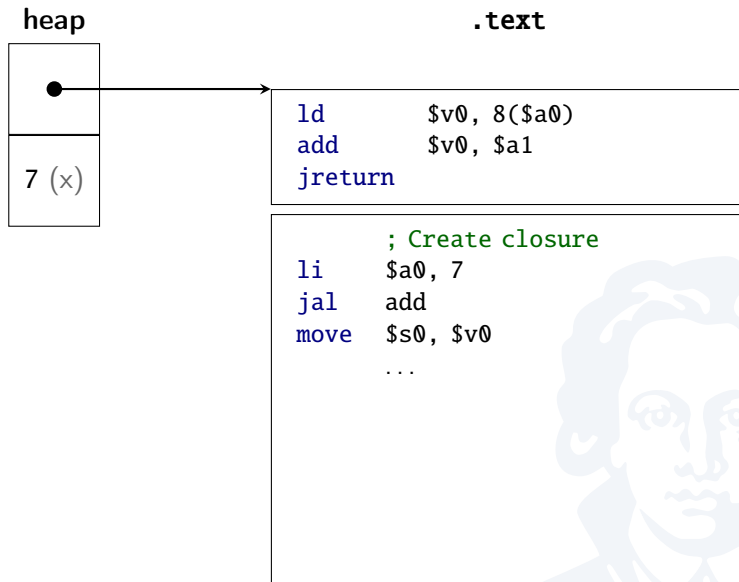 heap
.text
ld $v0, 8($a0)
add $v0, $a1
jreturn
7 (x)
; Create closure
li $a0, 7
jal add
move $s0, $v0
...